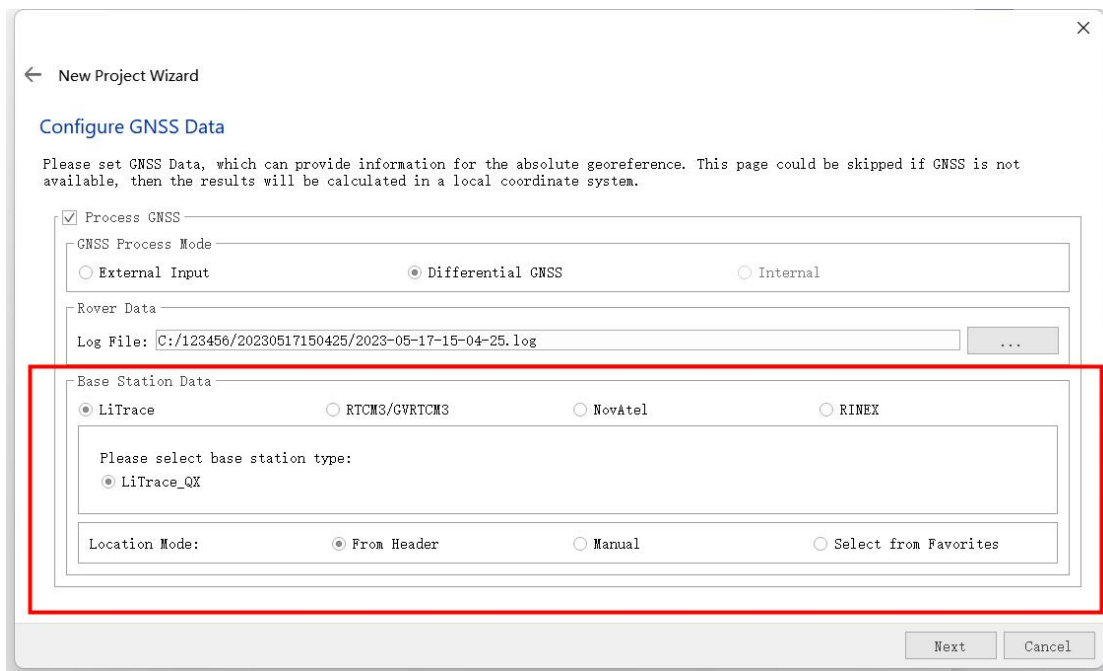 New Project Wizard
Configure GNSS Data
Please set GNSS Data, which can provide information for the absolute georeference. This page could be skipped if GNSS is not
available, then the results will be calculated in a local coordinate system.
Process GNSS
GNSS Process Mode
External Input Differential GNSS Internal
Rover Data
Log File: C:/123456/20230517150425/2023-05-17-15-04-25.log ...
Base Station Data
LiTrace RTCM3/GVRTCM3 NovAtel RINEX
Please select base station type:
LiTrace_QX
Location Mode: From Header Manual Select from Favorites
Next Cancel